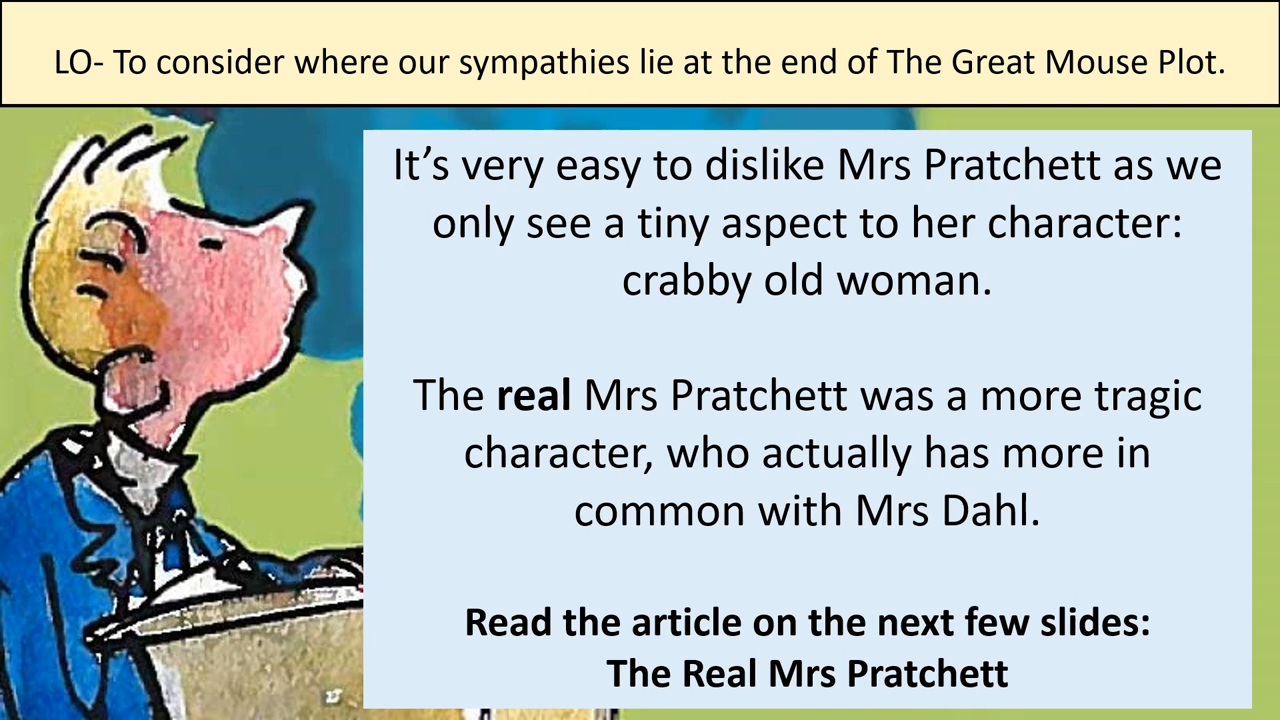 LO- To consider where our sympathies lie at the end of The Great Mouse Plot.
It’s very easy to dislike Mrs Pratchett as we
only see a tiny aspect to her character:
crabby old woman.
The real Mrs Pratchett was a more tragic
character, who actually has more in
common with Mrs Dahl.
Read the article on the next few slides:
The Real Mrs Pratchett